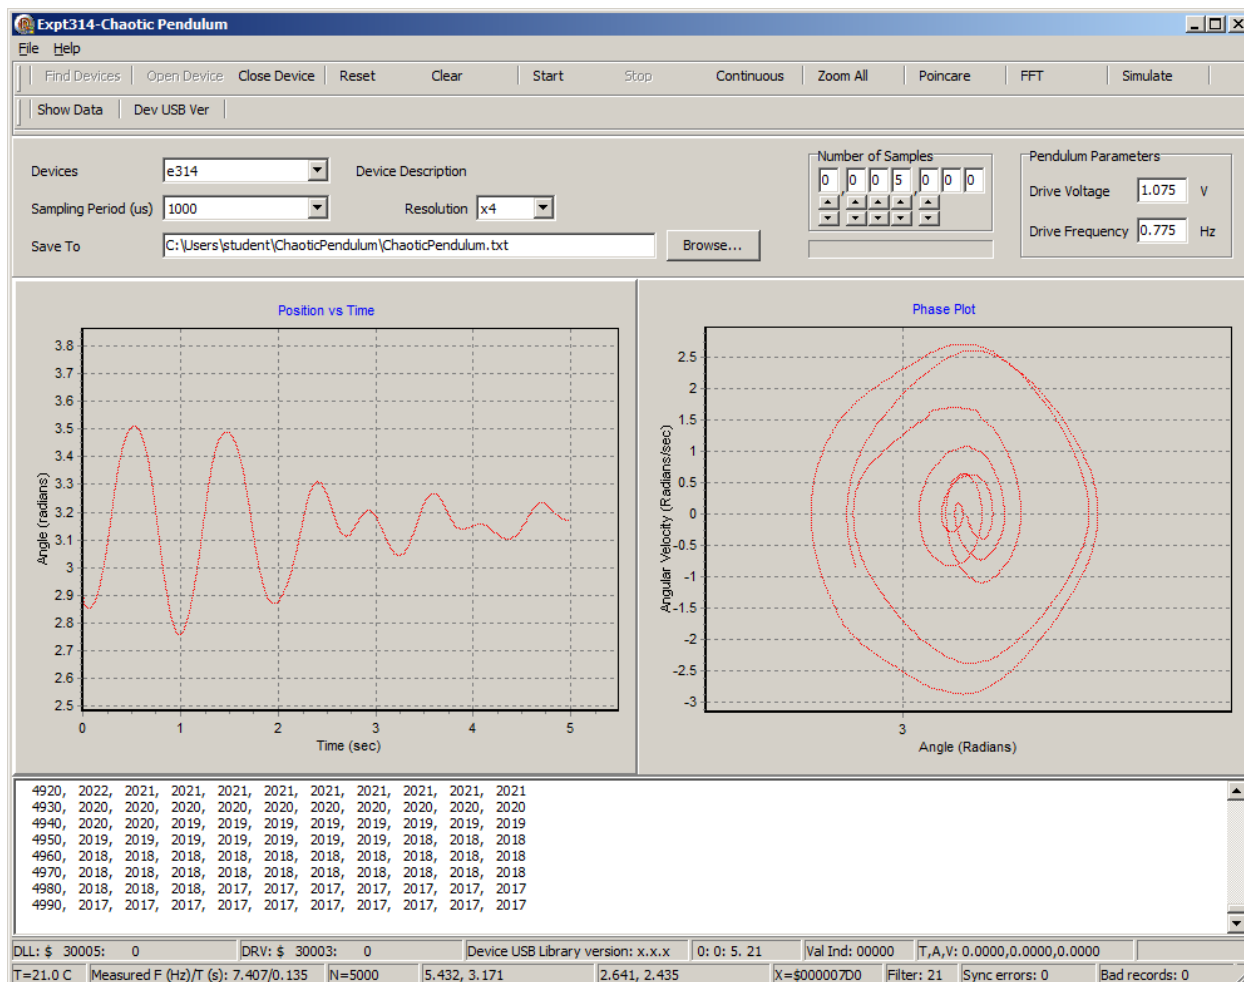 Expt314-Chaotic Pendulum
File Help
Find Devices Open Device Close Device Reset Clear Start Stop Continuous Zoom All Poincare FFT Simulate
Show Data Dev USB Ver
Devices e314 Device Description
Sampling Period (us) 1000 Resolution x4
Save To C:\Users\student\ChaoticPendulum\ChaoticPendulum.txt Browse...
Number of Samples
0,005,000
Pendulum Parameters
Drive Voltage 1.075 V
Drive Frequency 0.775 Hz
Position vs Time
3.8
3.7
3.6
3.5
3.4
3.3
3.2
3.1
3
2.9
2.8
2.7
2.6
2.5
Angle (radians)
0 1 2 3 4 5
Time (sec)
Phase Plot
2.5
2
1.5
1
0.5
0
-0.5
-1
-1.5
-2
-2.5
-3
Angular Velocity (Radians/sec)
3
Angle (Radians)
4920, 2022, 2021, 2021, 2021, 2021, 2021, 2021, 2021, 2021, 2021
4930, 2020, 2020, 2020, 2020, 2020, 2020, 2020, 2020, 2020, 2020
4940, 2020, 2020, 2019, 2019, 2019, 2019, 2019, 2019, 2019, 2019
4950, 2019, 2019, 2019, 2019, 2019, 2019, 2019, 2018, 2018, 2018
4960, 2018, 2018, 2018, 2018, 2018, 2018, 2018, 2018, 2018, 2018
4970, 2018, 2018, 2018, 2018, 2018, 2018, 2018, 2018, 2018, 2018
4980, 2018, 2018, 2018, 2017, 2017, 2017, 2017, 2017, 2017, 2017
4990, 2017, 2017, 2017, 2017, 2017, 2017, 2017, 2017, 2017, 2017
DLL: $ 30005: 0 DRV: $ 30003: 0 Device USB Library version: x.x.x 0: 0: 5. 21 Val Ind: 00000 T,A,V: 0.0000,0.0000,0.0000
T=21.0 C Measured F (Hz)/T (s): 7.407/0.135 N=5000 5.432, 3.171 2.641, 2.435 X=$000007D0 Filter: 21 Sync errors: 0 Bad records: 0